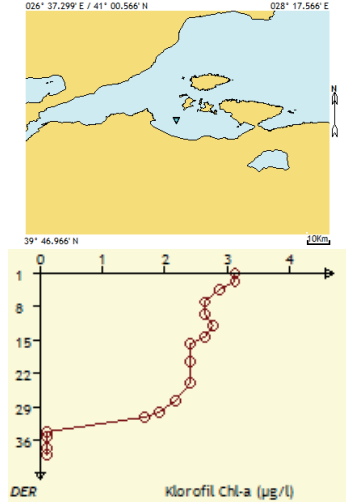 026° 37.299' E / 41° 00.566' N
028° 17.566' E
N
39° 46.966' N
10Km
0 1 2 3 4
1
8
15
22
29
36
DER
Klorofil Chl-a (µg/l)